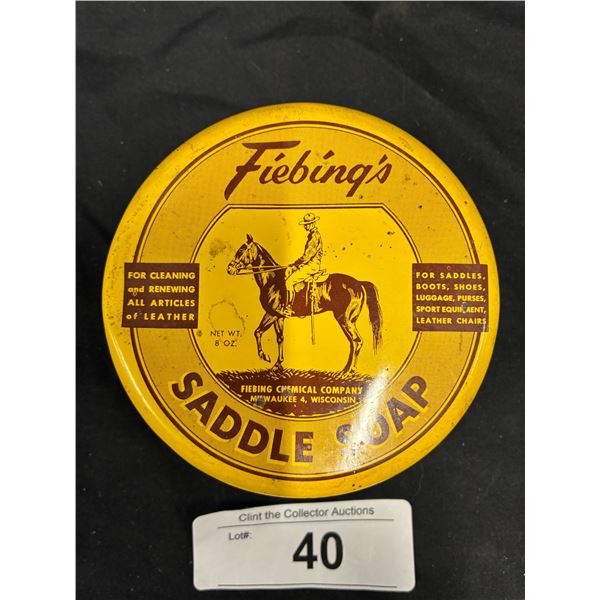 Fiebing's
FOR CLEANING
and RENEWING
ALL ARTICLES
of LEATHER
FOR SADDLES,
BOOTS, SHOES,
LUGGAGE, PURSES,
SPORT EQUIPMENT,
LEATHER CHAIRS
NET WT.
8 OZ.
FIEBING CHEMICAL COMPANY
MILWAUKEE 4, WISCONSIN
SADDLE SOAP
Clint the Collector Auctions
Lot#:
40